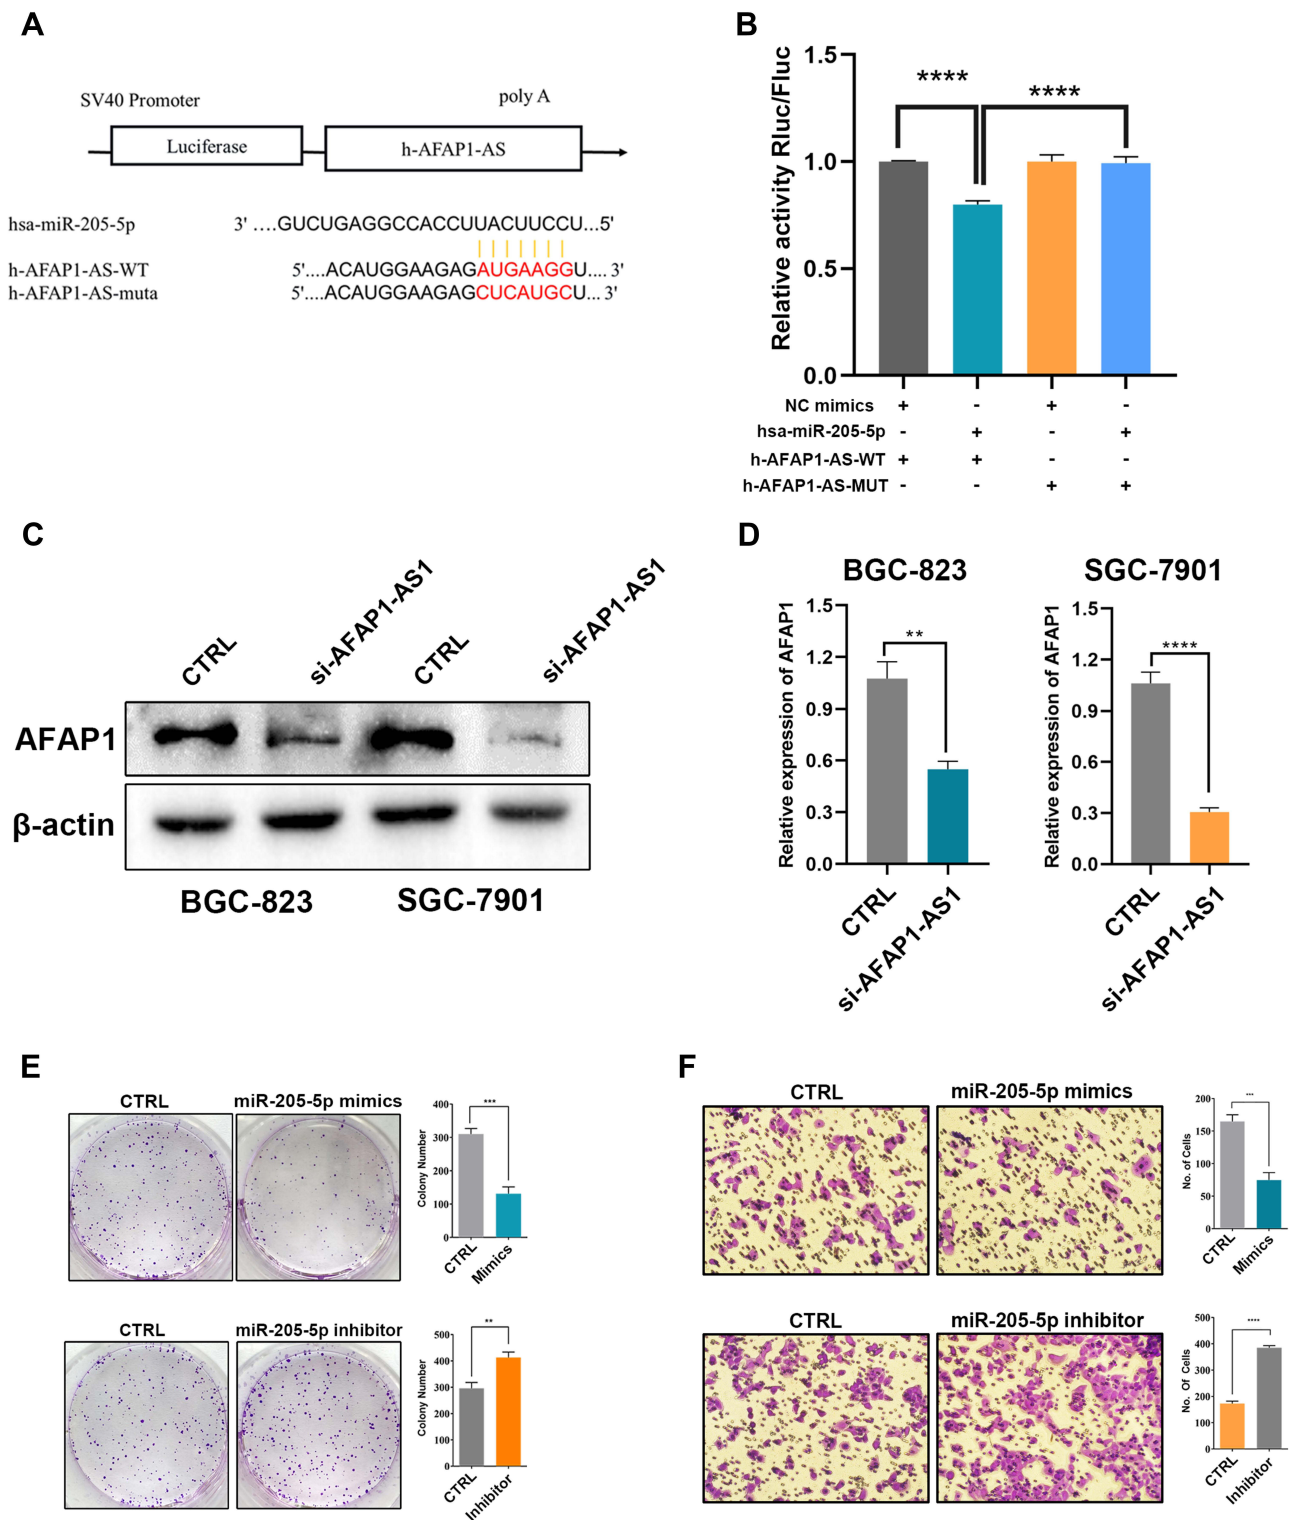 A
SV40 Promoter
poly A
Luciferase
h-AFAP1-AS
hsa-miR-205-5p 3' ....GUCUGAGGCCACCUUACUUCCU...5'
h-AFAP1-AS-WT 5'....ACAUGGAAGAGAUGAAGGU.... 3'
h-AFAP1-AS-muta 5'....ACAUGGAAGAGCUCAUGCU... 3'
B
Relative activity Rluc/Fluc
1.5
1.0
0.5
0.0
****
****
NC mimics + - + -
hsa-miR-205-5p - + - +
h-AFAP1-AS-WT + + - -
h-AFAP1-AS-MUT - - + +
C
CTRL
si-AFAP1-AS1
CTRL
si-AFAP1-AS1
AFAP1
β-actin
BGC-823
SGC-7901
D
BGC-823
Relative expression of AFAP1
1.5
1.2
0.9
0.6
0.3
0.0
**
CTRL
si-AFAP1-AS1
SGC-7901
Relative expression of AFAP1
1.5
1.2
0.9
0.6
0.3
0.0
****
CTRL
si-AFAP1-AS1
E
CTRL
miR-205-5p mimics
Colony Number
400
300
200
100
0
***
CTRL
Mimics
CTRL
miR-205-5p inhibitor
Colony Number
500
400
300
200
100
0
**
CTRL
Inhibitor
F
CTRL
miR-205-5p mimics
No. of Cells
200
150
100
50
0
***
CTRL
Mimics
CTRL
miR-205-5p inhibitor
No. Of Cells
500
400
300
200
100
0
****
CTRL
Inhibitor